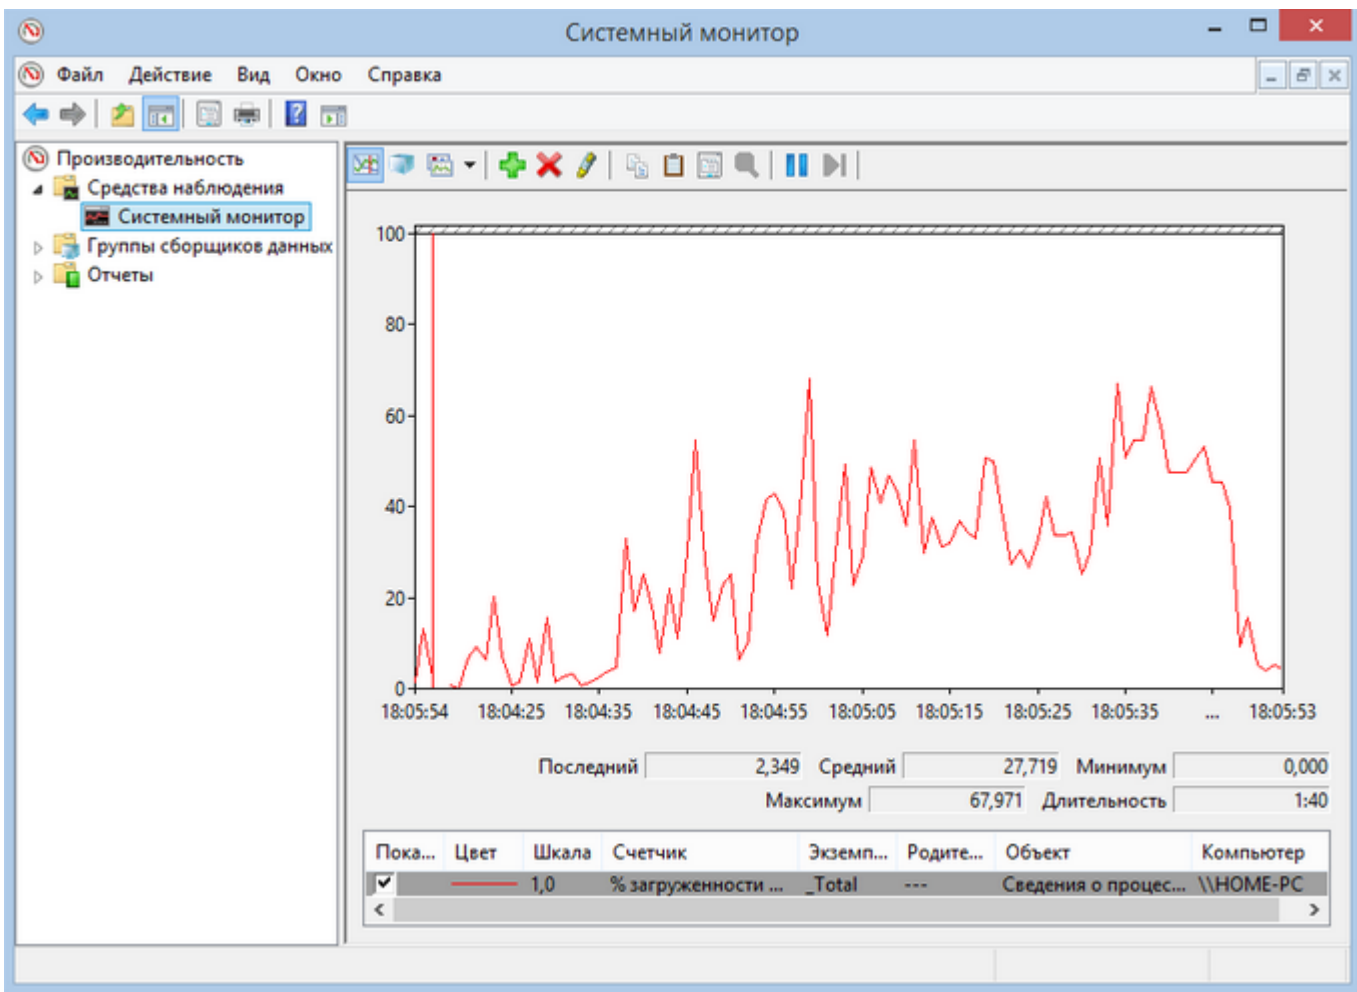 Системный монитор
Файл Действие Вид Окно Справка
Производительность
Средства наблюдения
Системный монитор
Группы сборщиков данных
Отчеты
100
80
60
40
20
0
18:05:54 18:04:25 18:04:35 18:04:45 18:04:55 18:05:05 18:05:15 18:05:25 18:05:35 ... 18:05:53
Последний 2,349 Средний 27,719 Минимум 0,000
Максимум 67,971 Длительность 1:40
Пока... Цвет Шкала Счетчик Экземп... Родите... Объект Компьютер
1,0 % загруженности ... _Total --- Сведения о процес... \\HOME-PC